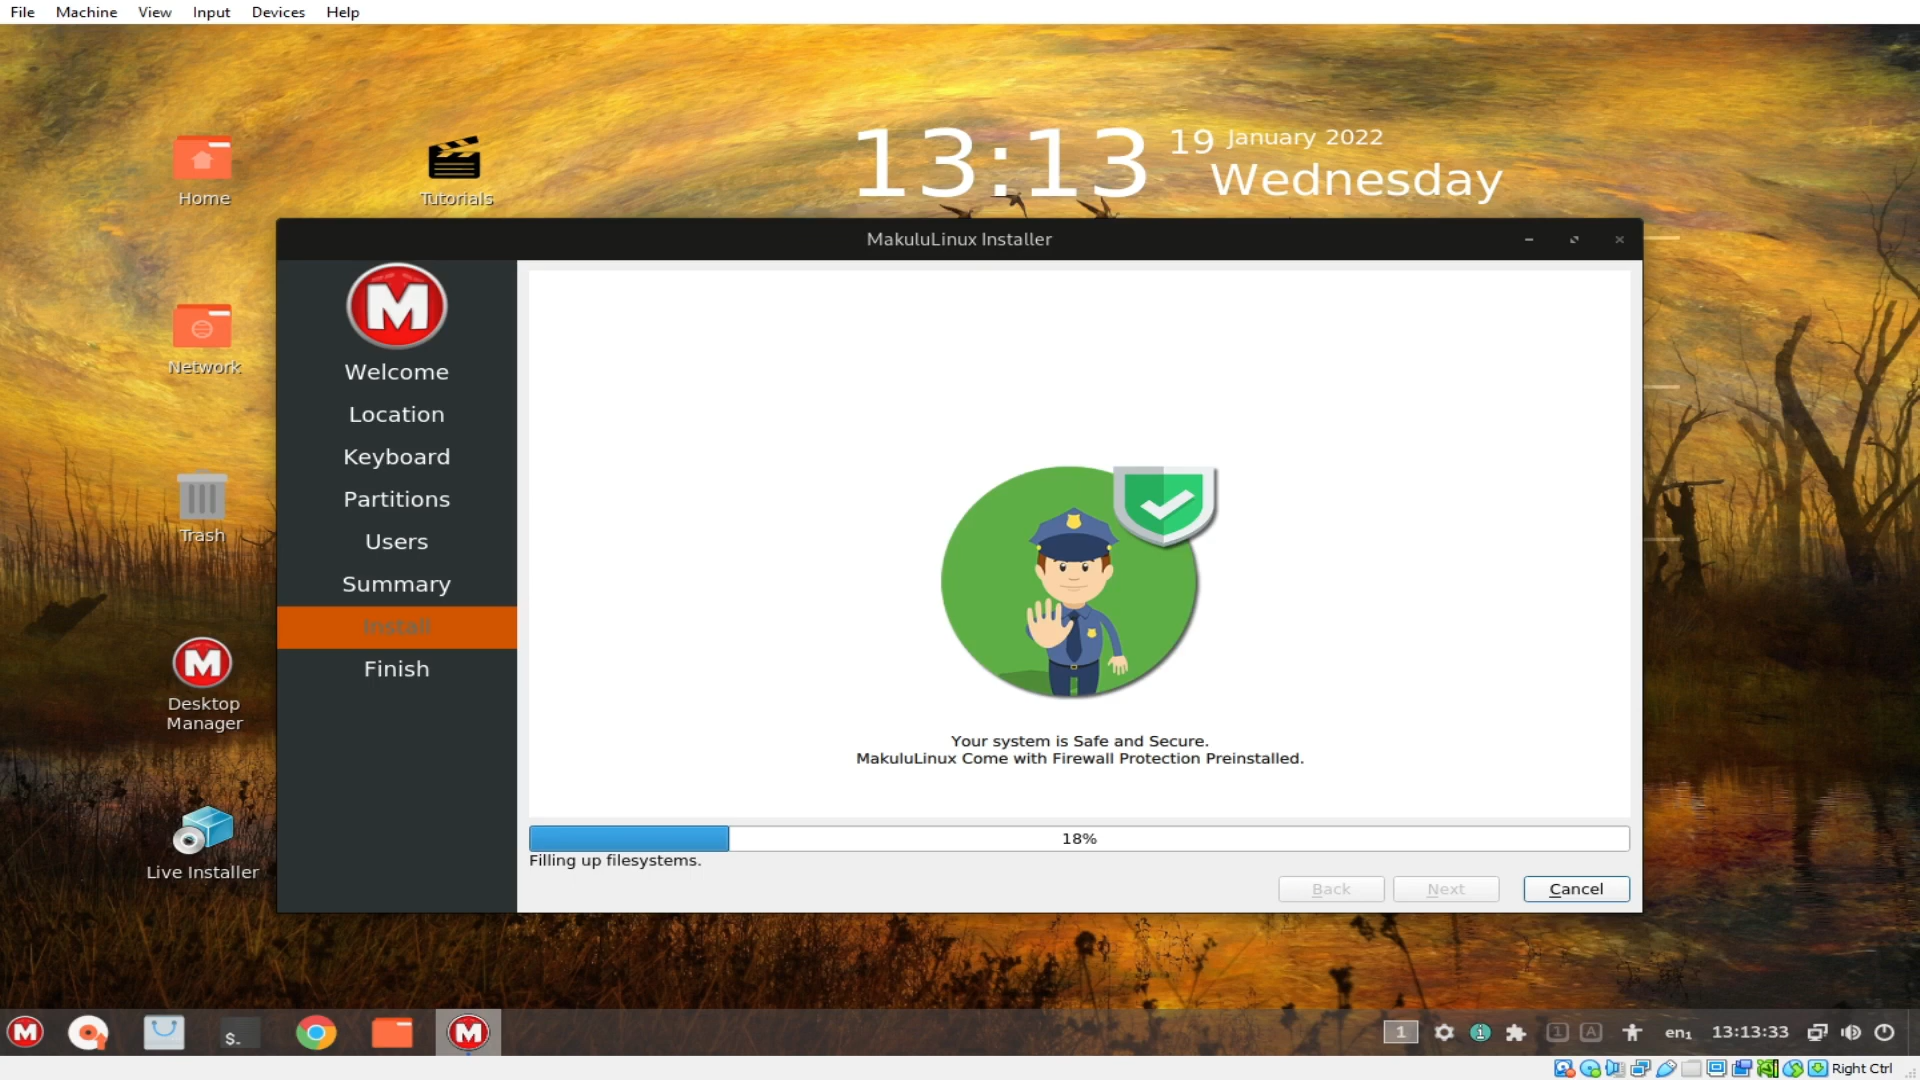 File Machine View Input Devices Help
13:13
19 January 2022
Wednesday
Home
Tutorials
Network
Trash
Desktop
Manager
Live Installer
MakuluLinux Installer
M
Welcome
Location
Keyboard
Partitions
Users
Summary
Install
Finish
Your system is Safe and Secure.
MakuluLinux Come with Firewall Protection Preinstalled.
18%
Filling up filesystems.
Back Next Cancel
M
M $_ M 1 1 A en1 13:13:33
Right Ctrl